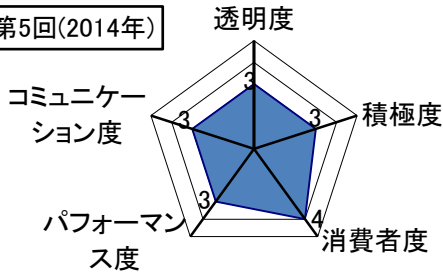 第5回(2014年)
透明度
3
コミュニケー
ション度
3
3
積極度
3
パフォーマン
ス度
4
消費者度